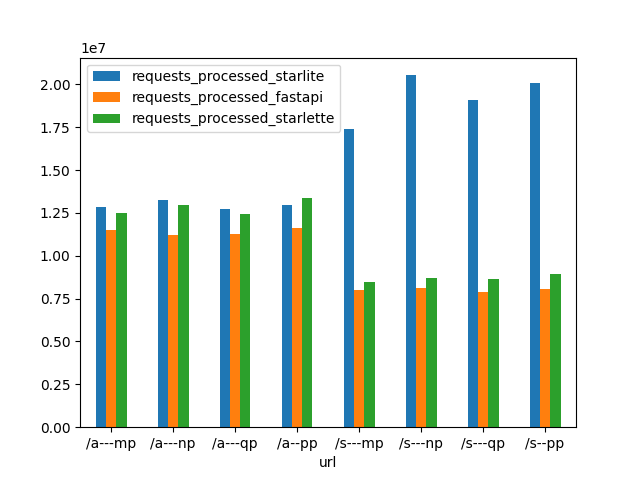 1e7
requests_processed_starlite
requests_processed_fastapi
requests_processed_starlette
2.00
1.75
1.50
1.25
1.00
0.75
0.50
0.25
0.00
/a---mp /a---np /a---qp /a--pp /s---mp /s---np /s---qp /s--pp
url